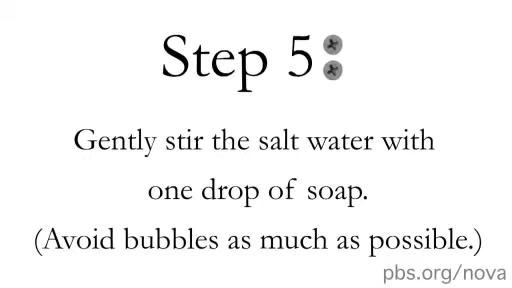 Step 5:
Gently stir the salt water with
one drop of soap.
(Avoid bubbles as much as possible.)
pbs.org/nova